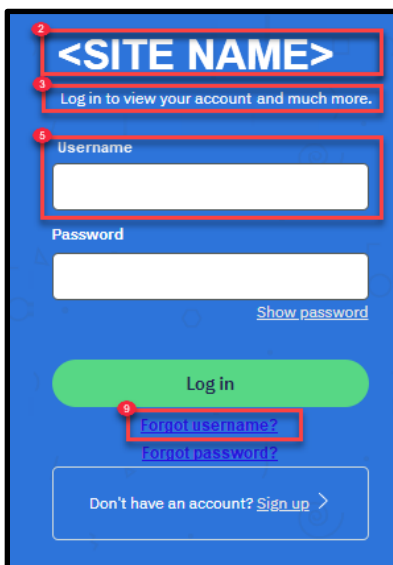 2
<SITE NAME>
3
Log in to view your account and much more.
5
Username
Password
Show password
Log in
9
Forgot username?
Forgot password?
Don't have an account? Sign up >